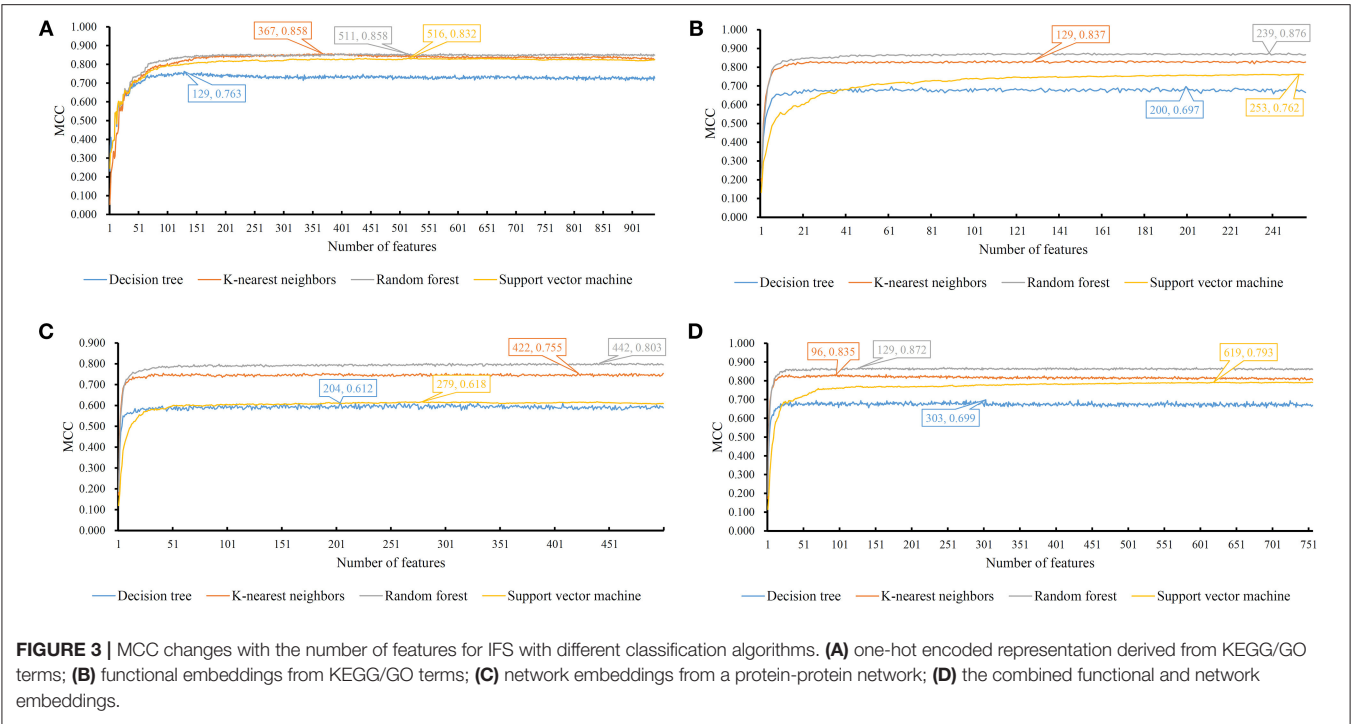 A
1.000
0.900
0.800
0.700
0.600
0.500
0.400
0.300
0.200
0.100
0.000
MCC
367, 0.858
511, 0.858
516, 0.832
129, 0.763
1 51 101 151 201 251 301 351 401 451 501 551 601 651 701 751 801 851 901
Number of features
Decision tree K-nearest neighbors Random forest Support vector machine
B
1.000
0.900
0.800
0.700
0.600
0.500
0.400
0.300
0.200
0.100
0.000
MCC
129, 0.837
239, 0.876
200, 0.697
253, 0.762
1 21 41 61 81 101 121 141 161 181 201 221 241
Number of features
Decision tree K-nearest neighbors Random forest Support vector machine
C
0.900
0.800
0.700
0.600
0.500
0.400
0.300
0.200
0.100
0.000
MCC
422, 0.755
442, 0.803
204, 0.612
279, 0.618
1 51 101 151 201 251 301 351 401 451
Number of features
Decision tree K-nearest neighbors Random forest Support vector machine
D
1.000
0.900
0.800
0.700
0.600
0.500
0.400
0.300
0.200
0.100
0.000
MCC
96, 0.835
129, 0.872
619, 0.793
303, 0.699
1 51 101 151 201 251 301 351 401 451 501 551 601 651 701 751
Number of features
Decision tree K-nearest neighbors Random forest Support vector machine
FIGURE 3 | MCC changes with the number of features for IFS with different classification algorithms. (A) one-hot encoded representation derived from KEGG/GO
terms; (B) functional embeddings from KEGG/GO terms; (C) network embeddings from a protein-protein network; (D) the combined functional and network
embeddings.